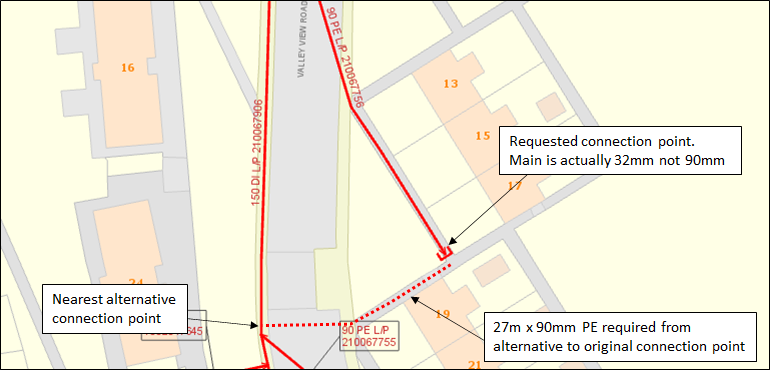 16
VALLEY VIEW ROAD
90 PE L/P 210067756
13
150 DI L/P 210067906
15
Requested connection point.
Main is actually 32mm not 90mm
17
Nearest alternative
connection point
90 PE L/P
210067755
19
27m x 90mm PE required from
alternative to original connection point
21